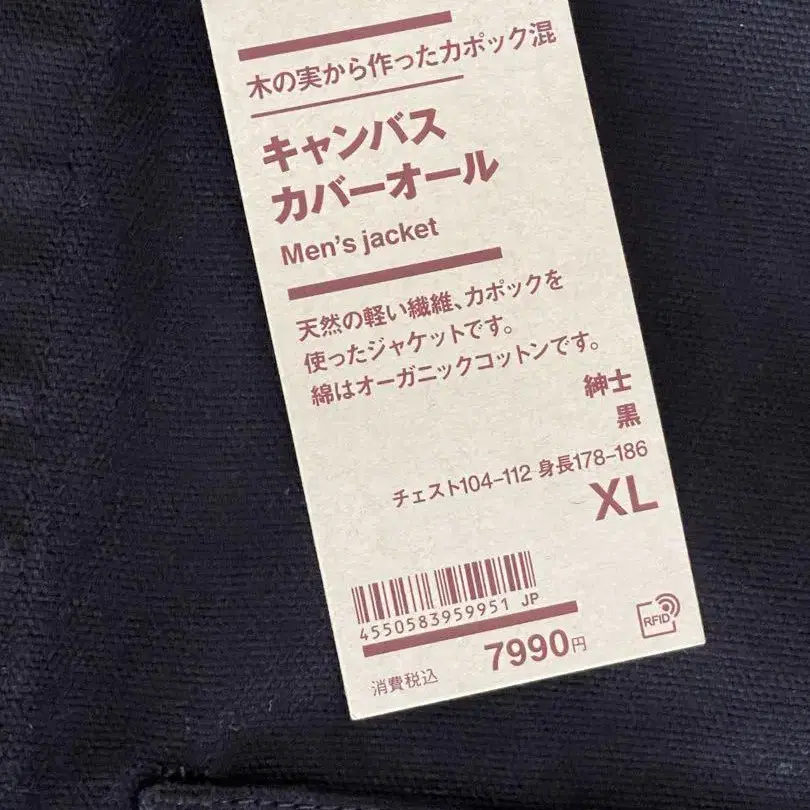 木の実から作ったカポック混
キャンバス
カバーオール
Men's jacket
天然の軽い繊維、カポックを
使ったジャケットです。
綿はオーガニックコットンです。
紳士
黒
チェスト104-112 身長178-186
XL
4550583959951 JP
消費税込 7990円
RFID